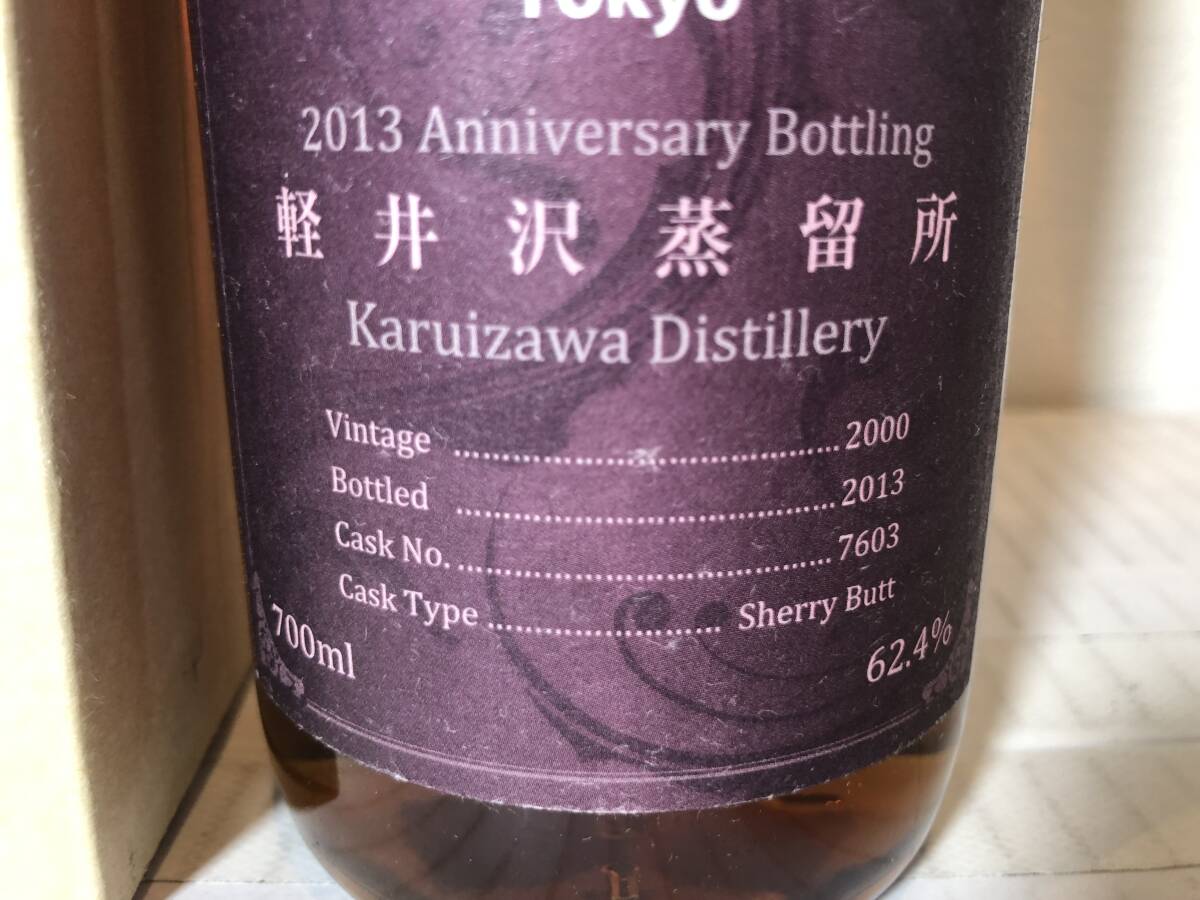 Tokyo
2013 Anniversary Bottling
軽井沢蒸留所
Karuizawa Distillery
Vintage ........................................ 2000
Bottled ........................................ 2013
Cask No. ........................................ 7603
Cask Type ........................ Sherry Butt
700ml 62.4%